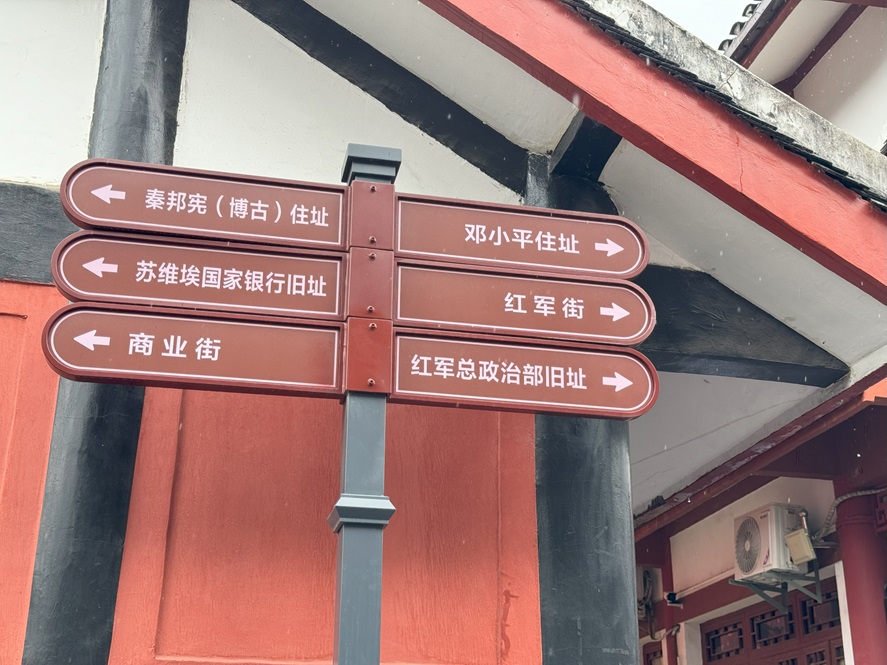 ← 秦邦宪（博古）住址
← 苏维埃国家银行旧址
← 商业街
邓小平住址 →
红军街 →
红军总政治部旧址 →